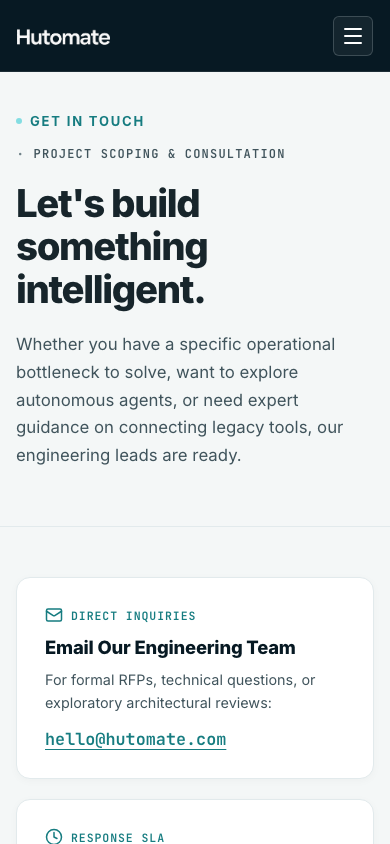 Hutomate
GET IN TOUCH
· PROJECT SCOPING & CONSULTATION
Let's build
something
intelligent.
Whether you have a specific operational
bottleneck to solve, want to explore
autonomous agents, or need expert
guidance on connecting legacy tools, our
engineering leads are ready.
DIRECT INQUIRIES
Email Our Engineering Team
For formal RFPs, technical questions, or
exploratory architectural reviews:
hello@hutomate.com
RESPONSE SLA